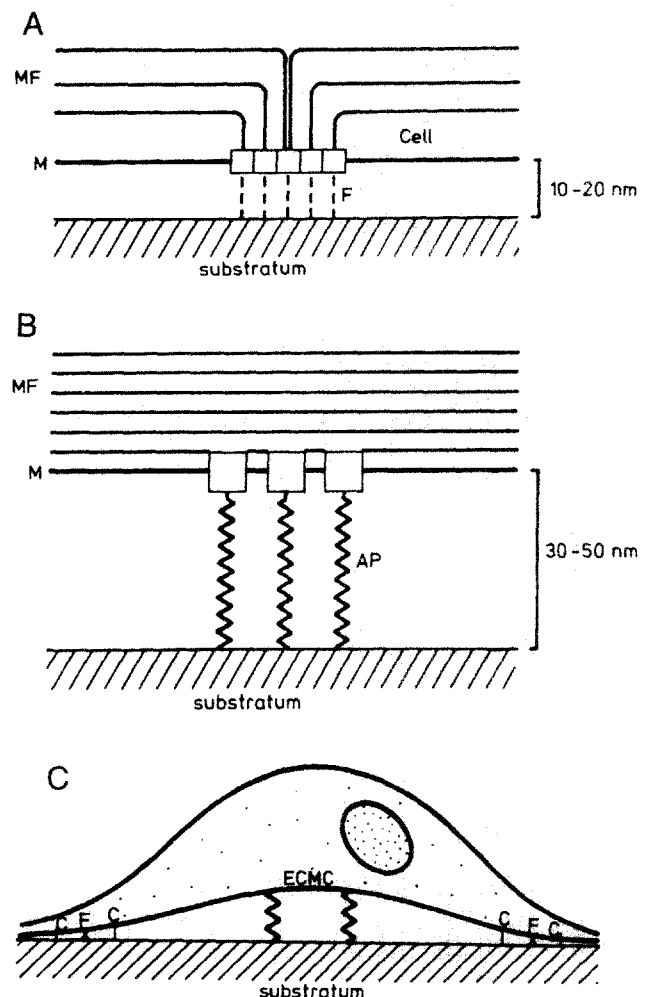 A
MF
Cell
M
F
10-20 nm
substratum
B
MF
M
AP
30-50 nm
substratum
C
ECMC
C F C
C F C
substratum